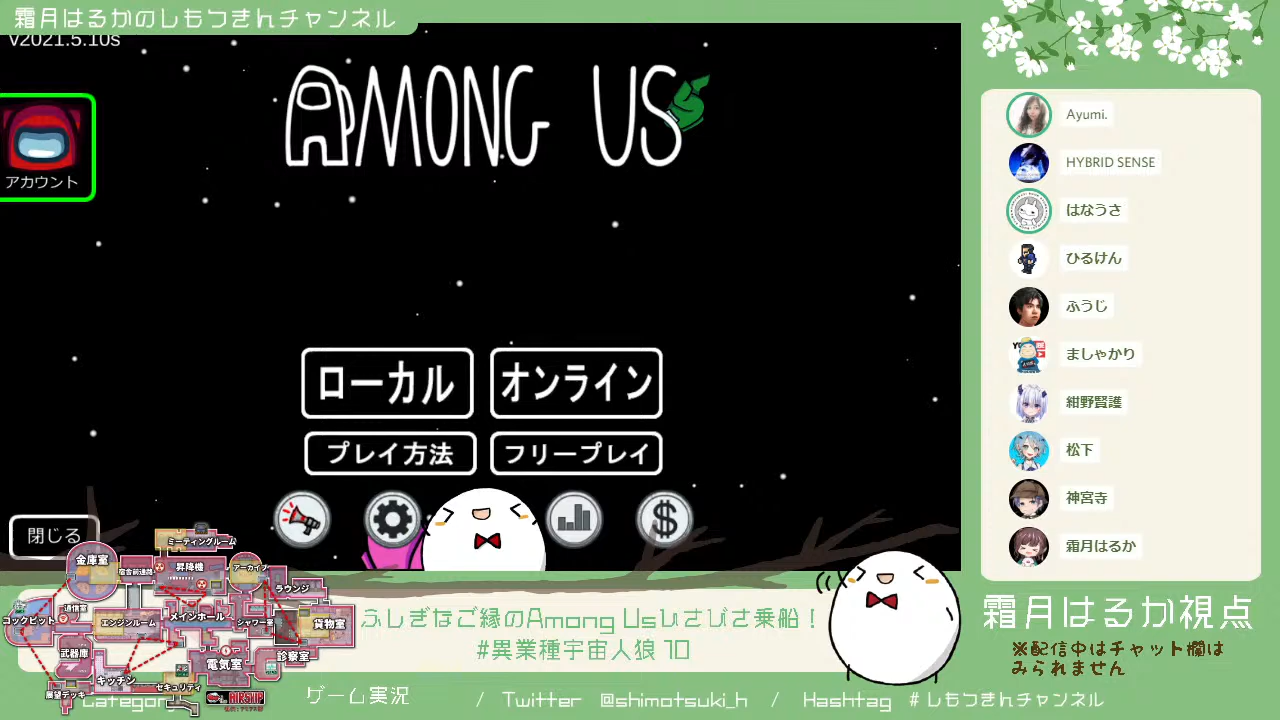 霜月はるかのしもつきんチャンネル
v2021.5.10s
AMONG US
アカウント
ローカル
オンライン
プレイ方法
フリープレイ
閉じる
Ayumi.
HYBRID SENSE
はなうさ
ひるけん
ふうじ
ましゃかり
紺野賢護
松下
神宮寺
霜月はるか
霜月はるか視点
※配信中はチャット欄は
みられません
ミーティングルーム
金庫室
宿舎前通路
昇降機
アーカイブ
ラウンジ
コックピット
通信室
エンジンルーム
メインホール
シャワー室
貨物室
武器庫
電気室
診察室
キッチン
展望デッキ
セキュリティ
AIRSHIP
ふしぎなご縁のAmong Usひさびさ乗船！
#異業種宇宙人狼 10
Category
ゲーム実況
/ Twitter @shimotsuki_h / Hashtag #しもつきんチャンネル